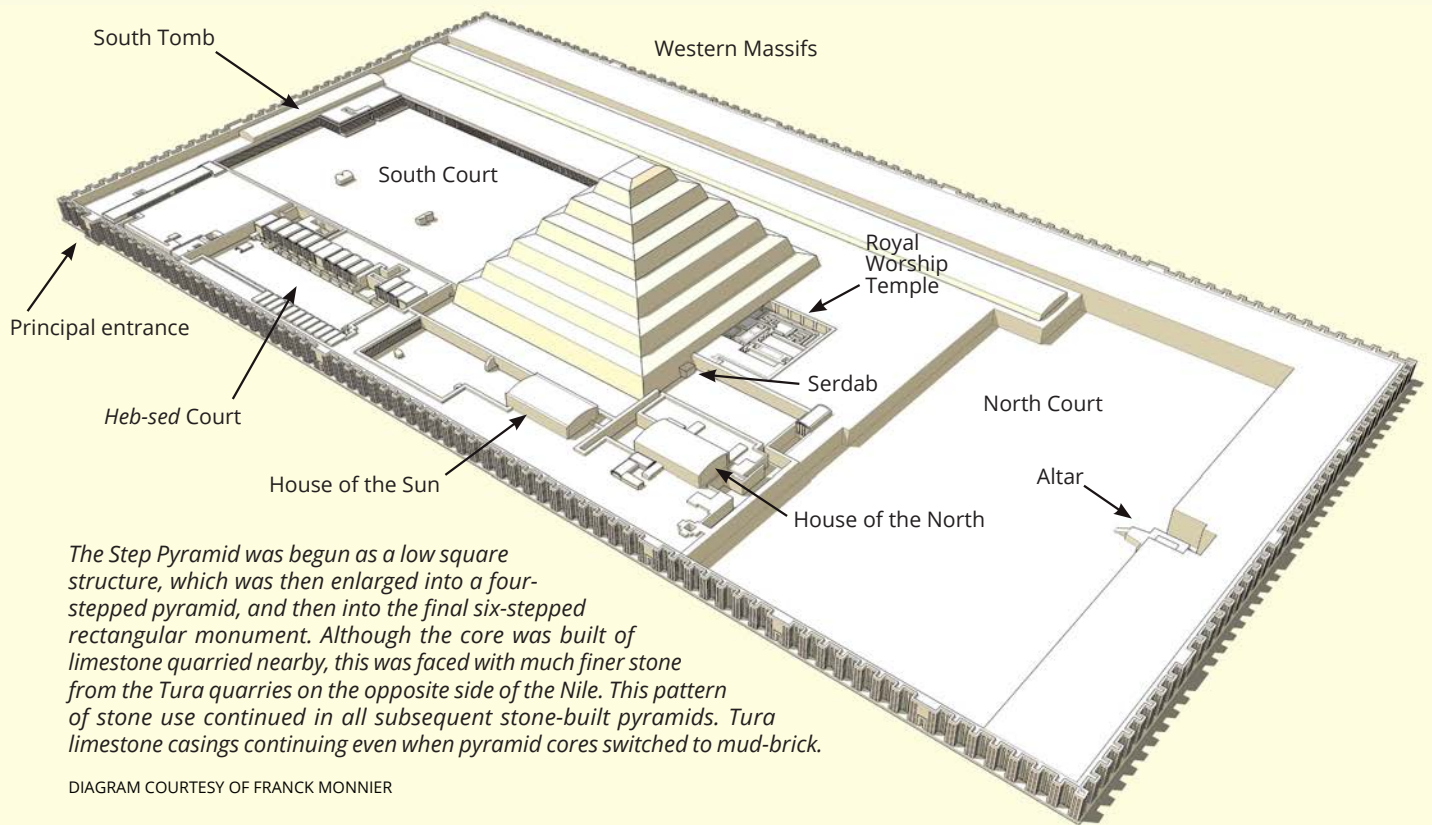 South Tomb
Western Massifs
South Court
Royal
Worship
Temple
Principal entrance
Serdab
Heb-sed Court
North Court
House of the Sun
Altar
House of the North
The Step Pyramid was begun as a low square
structure, which was then enlarged into a four-
stepped pyramid, and then into the final six-stepped
rectangular monument. Although the core was built of
limestone quarried nearby, this was faced with much finer stone
from the Tura quarries on the opposite side of the Nile. This pattern
of stone use continued in all subsequent stone-built pyramids. Tura
limestone casings continuing even when pyramid cores switched to mud-brick.
DIAGRAM COURTESY OF FRANCK MONNIER